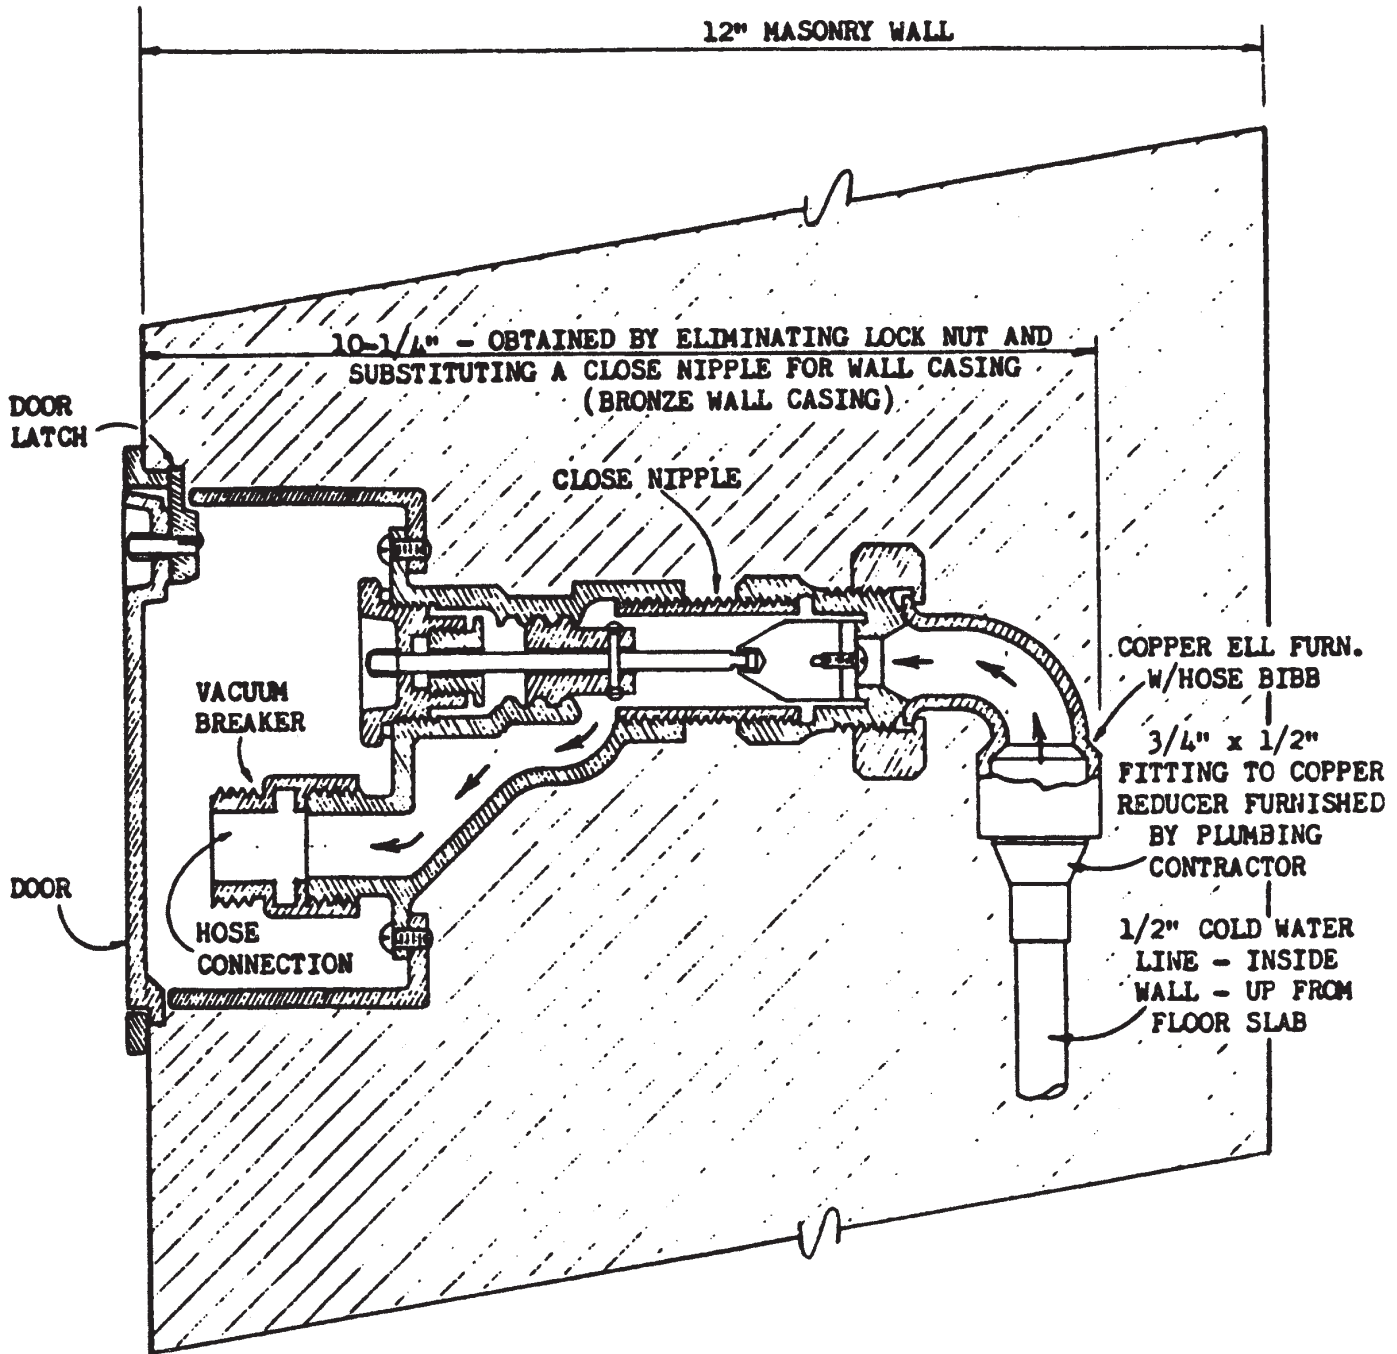 12" MASONRY WALL
10-1/4" - OBTAINED BY ELIMINATING LOCK NUT AND
SUBSTITUTING A CLOSE NIPPLE FOR WALL CASING
(BRONZE WALL CASING)
DOOR
LATCH
CLOSE NIPPLE
VACUUM
BREAKER
COPPER ELL FURN.
W/HOSE BIBB
3/4" x 1/2"
FITTING TO COPPER
REDUCER FURNISHED
BY PLUMBING
CONTRACTOR
DOOR
HOSE
CONNECTION
1/2" COLD WATER
LINE - INSIDE
WALL - UP FROM
FLOOR SLAB